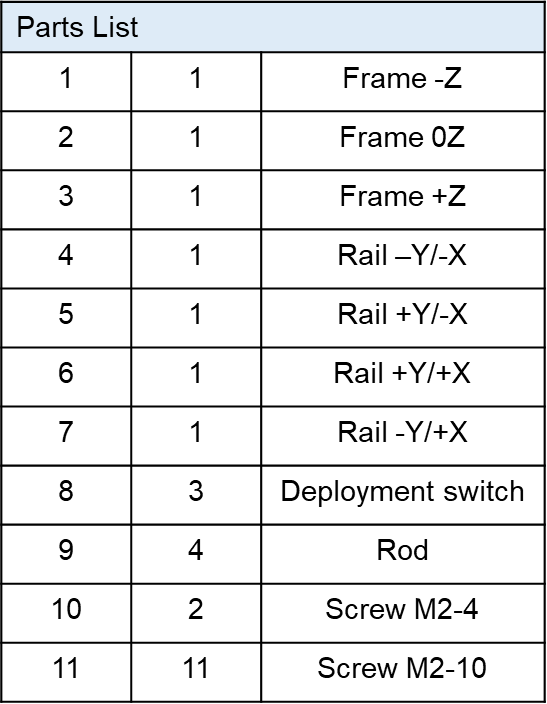 Parts List
1 1 Frame -Z
2 1 Frame 0Z
3 1 Frame +Z
4 1 Rail –Y/-X
5 1 Rail +Y/-X
6 1 Rail +Y/+X
7 1 Rail -Y/+X
8 3 Deployment switch
9 4 Rod
10 2 Screw M2-4
11 11 Screw M2-10